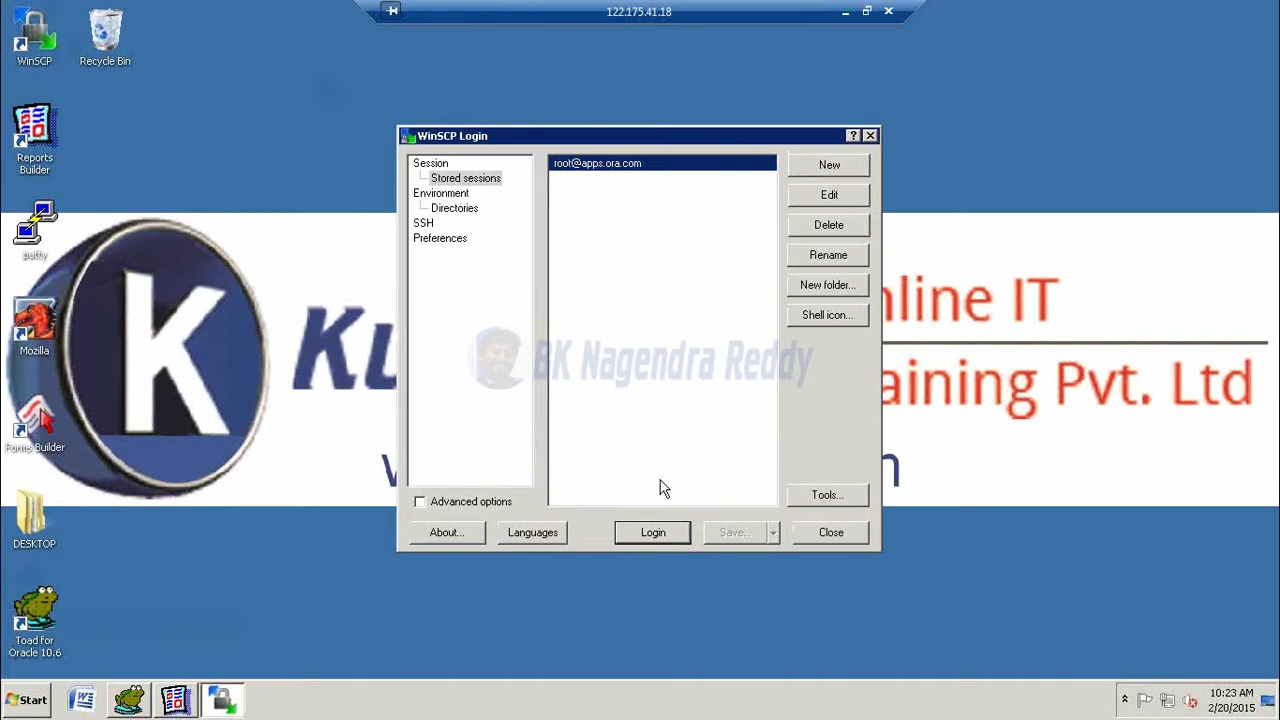 122.175.41.18
WinSCP
Recycle Bin
Reports
Builder
putty
Mozilla
Forms Builder
DESKTOP
Toad for
Oracle 10.6
WinSCP Login
Session
Stored sessions
Environment
Directories
SSH
Preferences
root@apps.ora.com
New
Edit
Delete
Rename
New folder...
Shell icon...
Tools...
Advanced options
About...
Languages
Login
Save...
Close
BK Nagendra Reddy
K
Ku
nline IT
aining Pvt. Ltd
Start
10:23 AM
2/20/2015